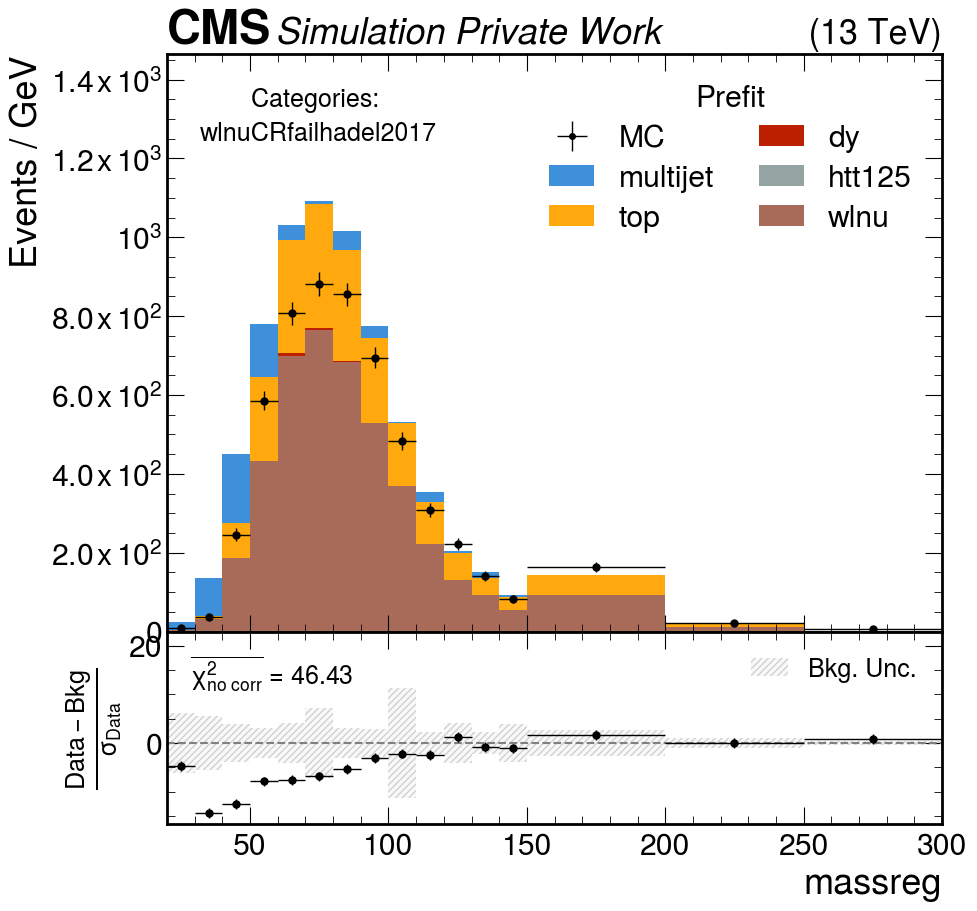 CMS Simulation Private Work (13 TeV)
Events / GeV
1.4 x 10³
1.2 x 10³
10³
8.0 x 10²
6.0 x 10²
4.0 x 10²
2.0 x 10²
0
Categories:
wlnuCRfailhadel2017
Prefit
MC
multijet
top
dy
htt125
wlnu
20
0
Data – Bkg
σ_Data
χ²_no corr = 46.43
Bkg. Unc.
50 100 150 200 250 300
massreg